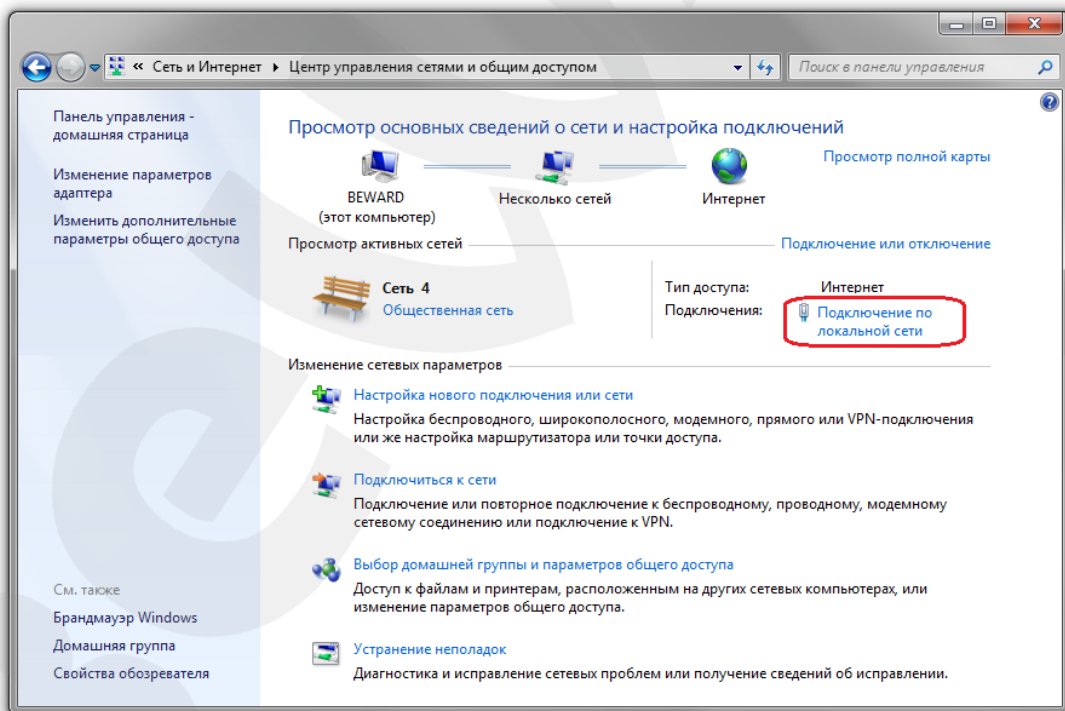 « Сеть и Интернет ▸ Центр управления сетями и общим доступом
Поиск в панели управления
Панель управления -
домашняя страница
Изменение параметров
адаптера
Изменить дополнительные
параметры общего доступа
См. также
Брандмауэр Windows
Домашняя группа
Свойства обозревателя
Просмотр основных сведений о сети и настройка подключений
Просмотр полной карты
BEWARD
(этот компьютер)
Несколько сетей
Интернет
Просмотр активных сетей
Подключение или отключение
Сеть 4
Общественная сеть
Тип доступа: Интернет
Подключения: Подключение по
локальной сети
Изменение сетевых параметров
Настройка нового подключения или сети
Настройка беспроводного, широкополосного, модемного, прямого или VPN-подключения
или же настройка маршрутизатора или точки доступа.
Подключиться к сети
Подключение или повторное подключение к беспроводному, проводному, модемному
сетевому соединению или подключение к VPN.
Выбор домашней группы и параметров общего доступа
Доступ к файлам и принтерам, расположенным на других сетевых компьютерах, или
изменение параметров общего доступа.
Устранение неполадок
Диагностика и исправление сетевых проблем или получение сведений об исправлении.